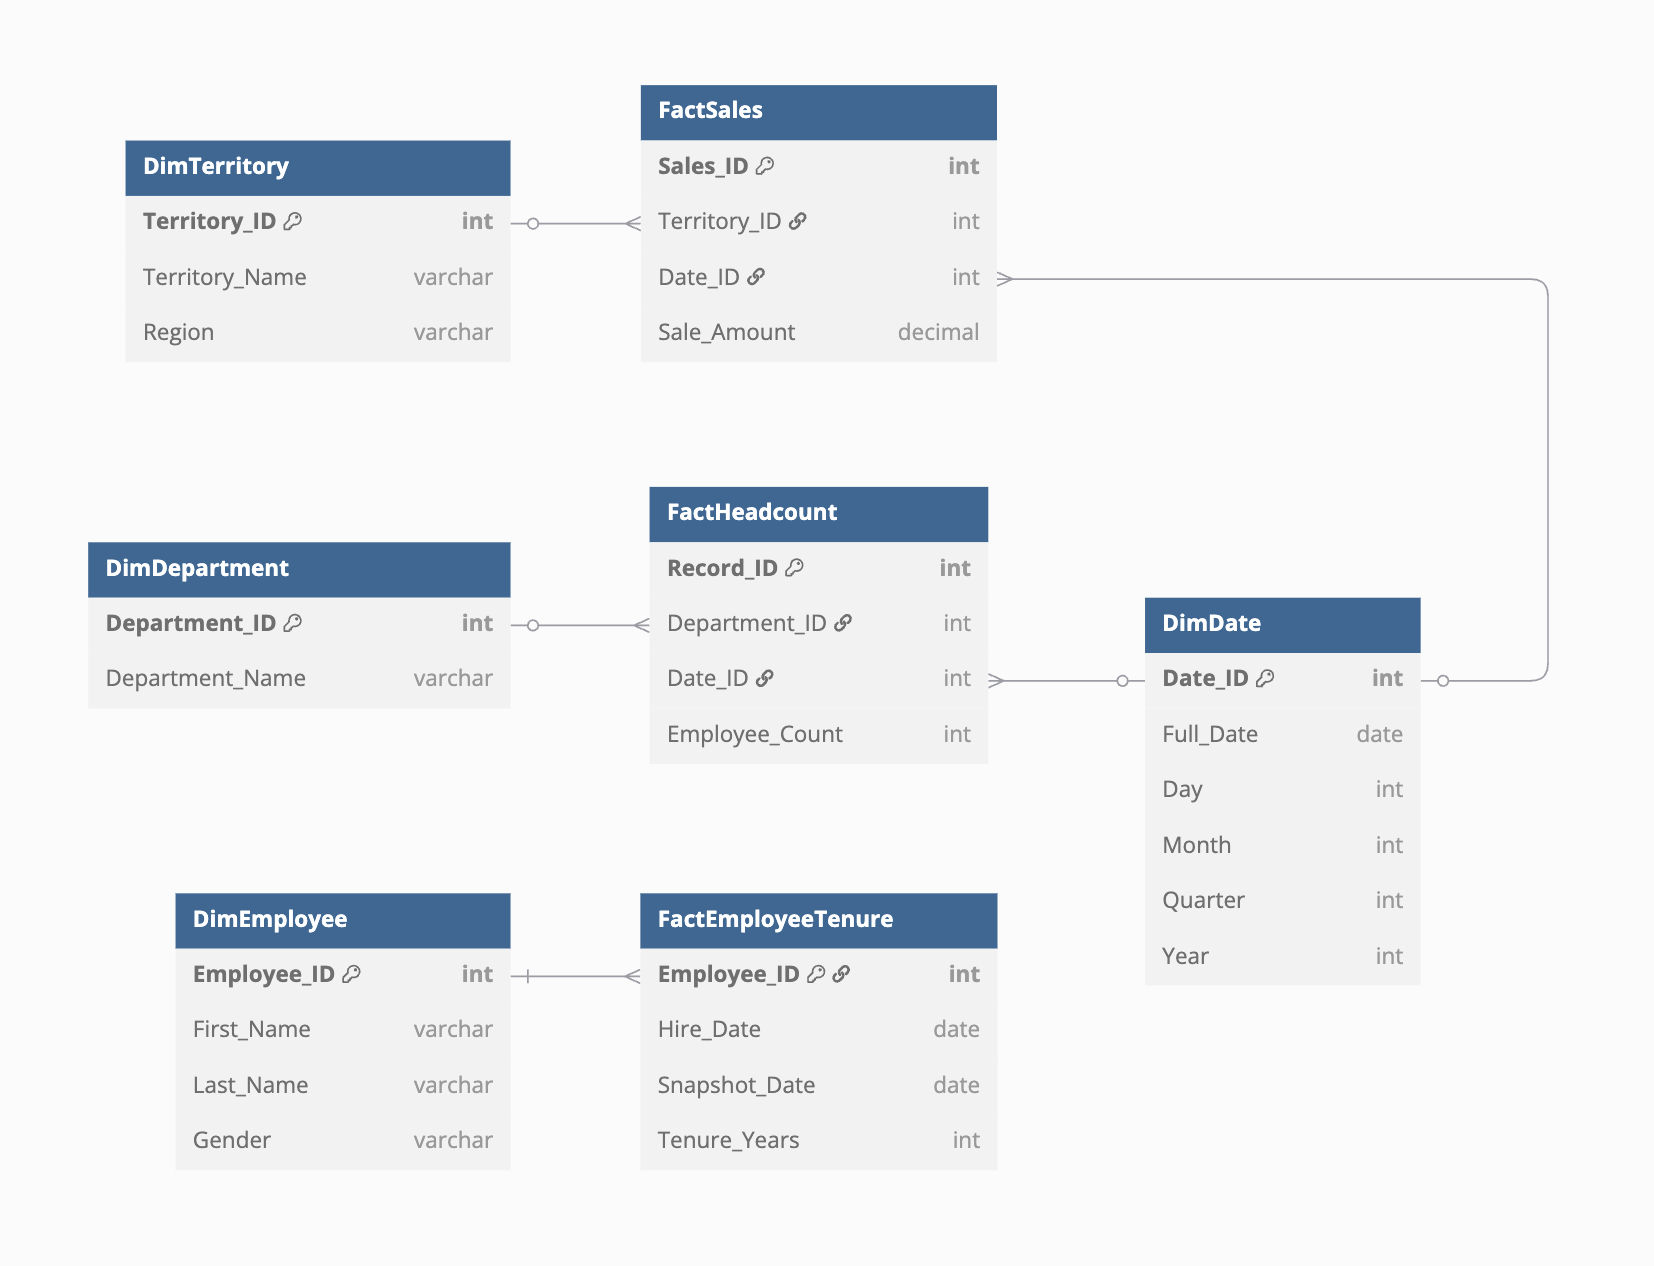 DimTerritory
Territory_ID int
Territory_Name varchar
Region varchar
FactSales
Sales_ID int
Territory_ID int
Date_ID int
Sale_Amount decimal
DimDepartment
Department_ID int
Department_Name varchar
FactHeadcount
Record_ID int
Department_ID int
Date_ID int
Employee_Count int
DimDate
Date_ID int
Full_Date date
Day int
Month int
Quarter int
Year int
DimEmployee
Employee_ID int
First_Name varchar
Last_Name varchar
Gender varchar
FactEmployeeTenure
Employee_ID int
Hire_Date date
Snapshot_Date date
Tenure_Years int